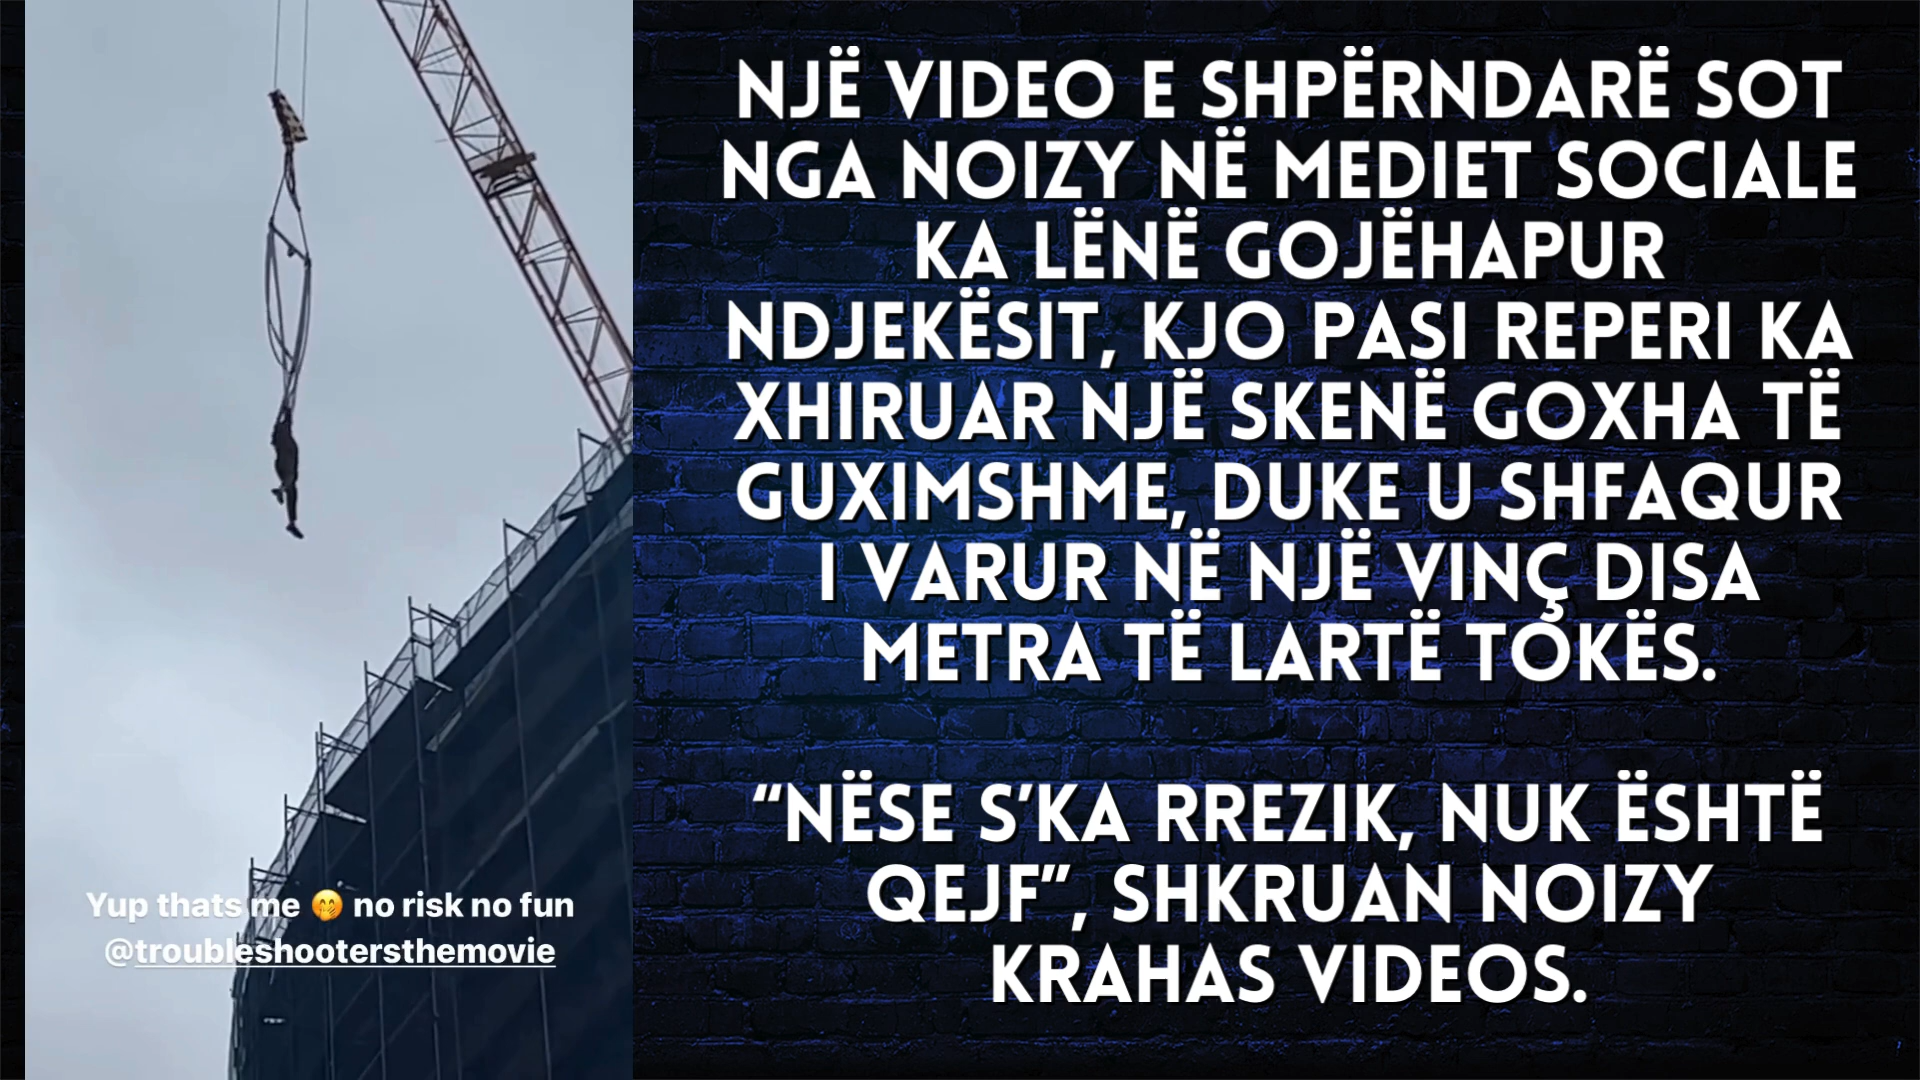 NJË VIDEO E SHPËRNDARË SOT
NGA NOIZY NË MEDIET SOCIALE
KA LËNË GOJËHAPUR
NDJEKËSIT, KJO PASI REPERI KA
XHIRUAR NJË SKENË GOXHA TË
GUXIMSHME, DUKE U SHFAQUR
I VARUR NË NJË VINÇ DISA
METRA TË LARTË TOKËS.
“NËSE S’KA RREZIK, NUK ËSHTË
QEJF”, SHKRUAN NOIZY
KRAHAS VIDEOS.
Yup thats me 🤭 no risk no fun
@troubleshootersthemovie